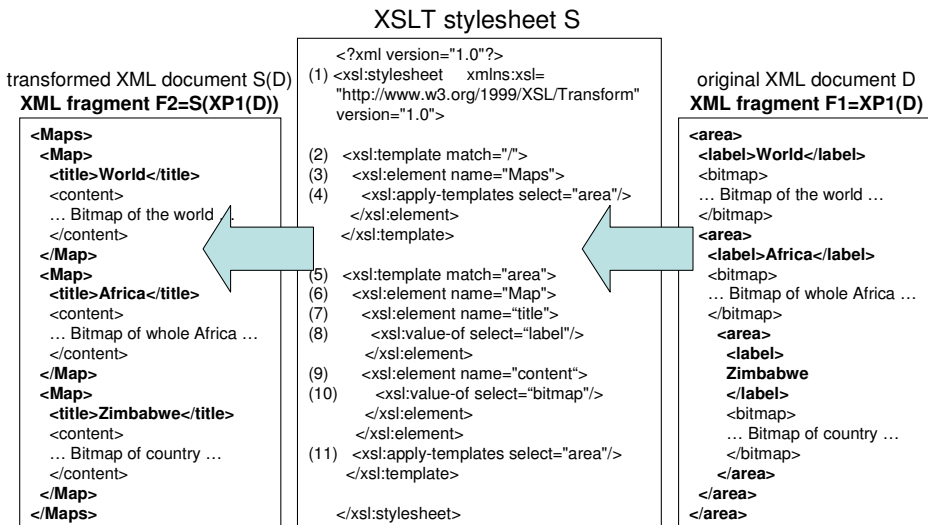 XSLT stylesheet S
transformed XML document S(D)
XML fragment F2=S(XP1(D))
<Maps>
<Map>
<title>World</title>
<content>
… Bitmap of the world …
</content>
</Map>
<Map>
<title>Africa</title>
<content>
… Bitmap of whole Africa …
</content>
</Map>
<Map>
<title>Zimbabwe</title>
<content>
… Bitmap of country …
</content>
</Map>
</Maps>
<?xml version="1.0"?>
(1) <xsl:stylesheet xmlns:xsl=
"http://www.w3.org/1999/XSL/Transform"
version="1.0">
(2) <xsl:template match="/">
(3) <xsl:element name="Maps">
(4) <xsl:apply-templates select="area"/>
</xsl:element>
</xsl:template>
(5) <xsl:template match="area">
(6) <xsl:element name="Map">
(7) <xsl:element name="title">
(8) <xsl:value-of select="label"/>
</xsl:element>
(9) <xsl:element name="content">
(10) <xsl:value-of select="bitmap"/>
</xsl:element>
</xsl:element>
(11) <xsl:apply-templates select="area"/>
</xsl:template>
</xsl:stylesheet>
original XML document D
XML fragment F1=XP1(D)
<area>
<label>World</label>
<bitmap>
… Bitmap of the world …
</bitmap>
<area>
<label>Africa</label>
<bitmap>
… Bitmap of whole Africa …
</bitmap>
<area>
<label>
Zimbabwe
</label>
<bitmap>
… Bitmap of country …
</bitmap>
</area>
</area>
</area>